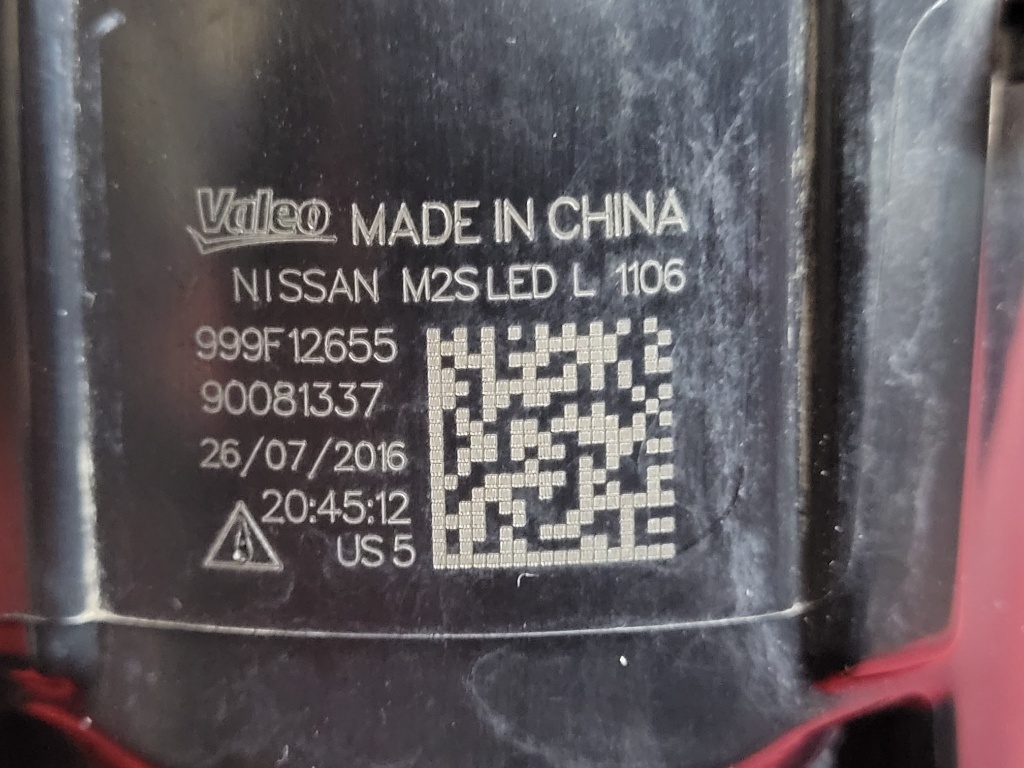 Valeo MADE IN CHINA
NISSAN M2S LED L 1106
999F12655
90081337
26/07/2016
20:45:12
US 5